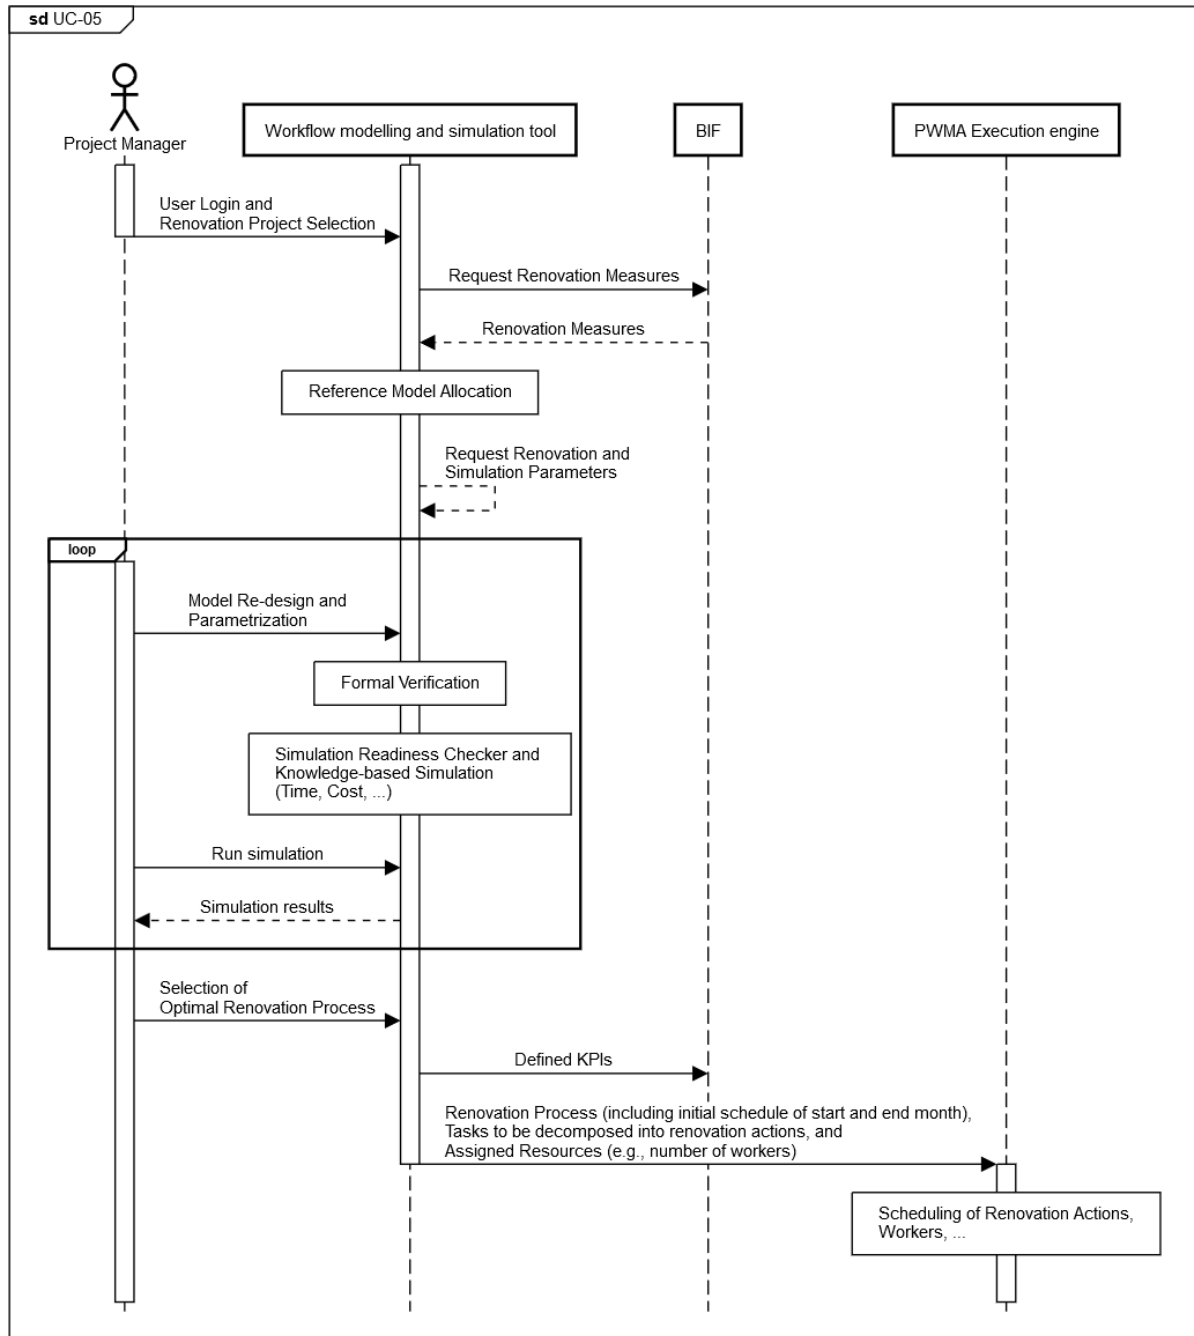 sd UC-05
Project Manager
Workflow modelling and simulation tool
BIF
PWMA Execution engine
User Login and
Renovation Project Selection
Request Renovation Measures
Renovation Measures
Reference Model Allocation
Request Renovation and
Simulation Parameters
loop
Model Re-design and
Parametrization
Formal Verification
Simulation Readiness Checker and
Knowledge-based Simulation
(Time, Cost, ...)
Run simulation
Simulation results
Selection of
Optimal Renovation Process
Defined KPIs
Renovation Process (including initial schedule of start and end month),
Tasks to be decomposed into renovation actions, and
Assigned Resources (e.g., number of workers)
Scheduling of Renovation Actions,
Workers, ...